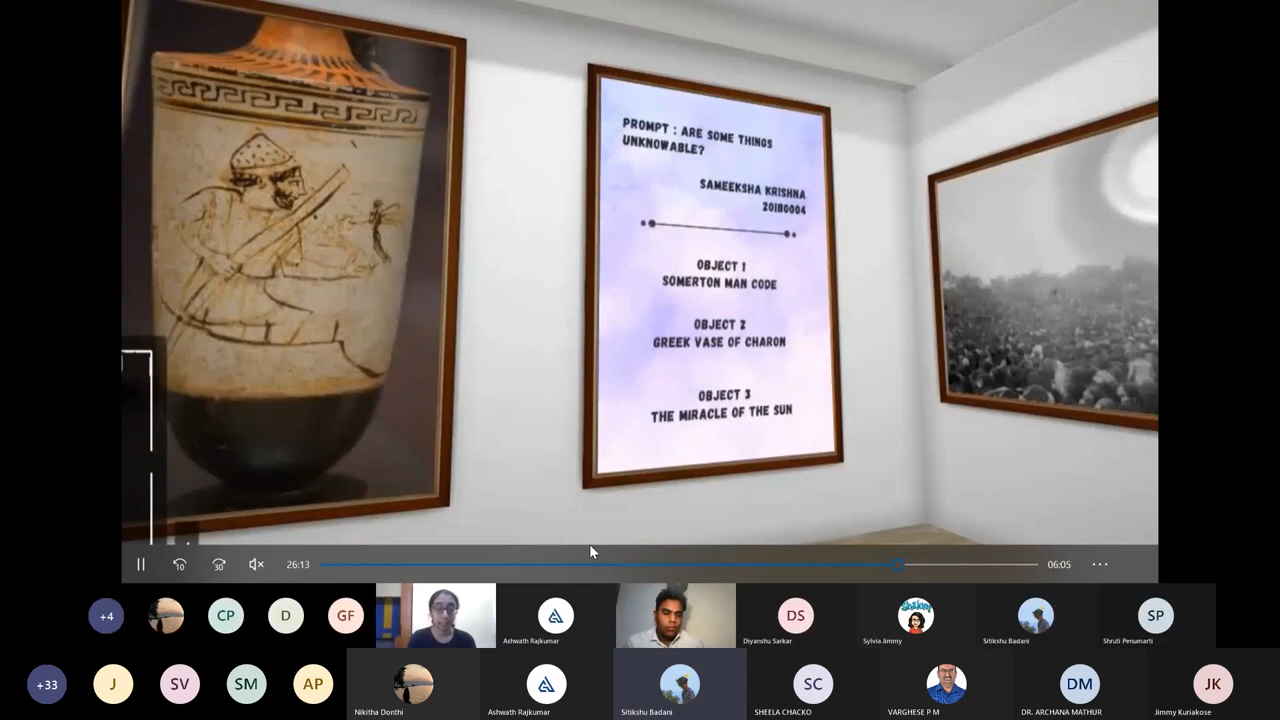 PROMPT : ARE SOME THINGS
UNKNOWABLE?
SAMEEKSHA KRISHNA
20IB0004
OBJECT 1
SOMERTON MAN CODE
OBJECT 2
GREEK VASE OF CHARON
OBJECT 3
THE MIRACLE OF THE SUN
10
30
26:13
06:05
+4
CP
D
GF
Ashwath Rajkumar
DS
Diyanshu Sarkar
Shalom
Sylvia Jimmy
Sitikshu Badani
SP
Shruti Penumarti
+33
J
SV
SM
AP
Nikitha Donthi
Ashwath Rajkumar
Sitikshu Badani
SC
SHEELA CHACKO
VARGHESE P M
DM
DR. ARCHANA MATHUR
JK
Jimmy Kuriakose